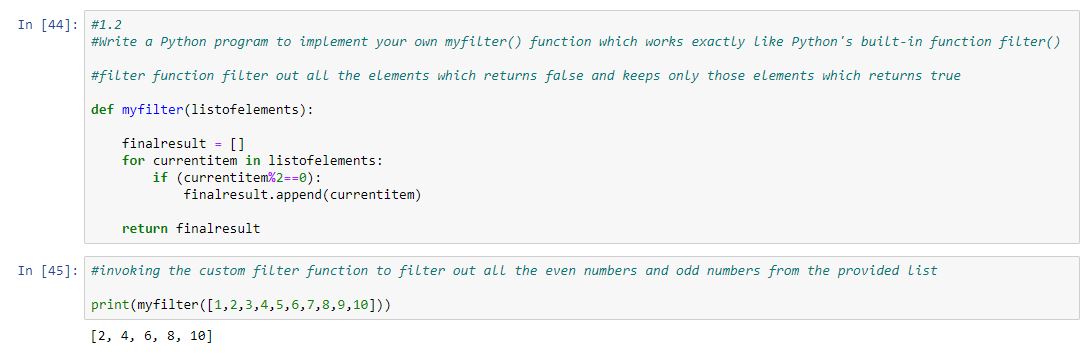 In [44]: #1.2
#Write a Python program to implement your own myfilter() function which works exactly like Python's built-in function filter()
#filter function filter out all the elements which returns false and keeps only those elements which returns true
def myfilter(listofelements):
    finalresult = []
    for currentitem in listofelements:
        if (currentitem%2==0):
            finalresult.append(currentitem)
    return finalresult
In [45]: #invoking the custom filter function to filter out all the even numbers and odd numbers from the provided list
print(myfilter([1,2,3,4,5,6,7,8,9,10]))
[2, 4, 6, 8, 10]